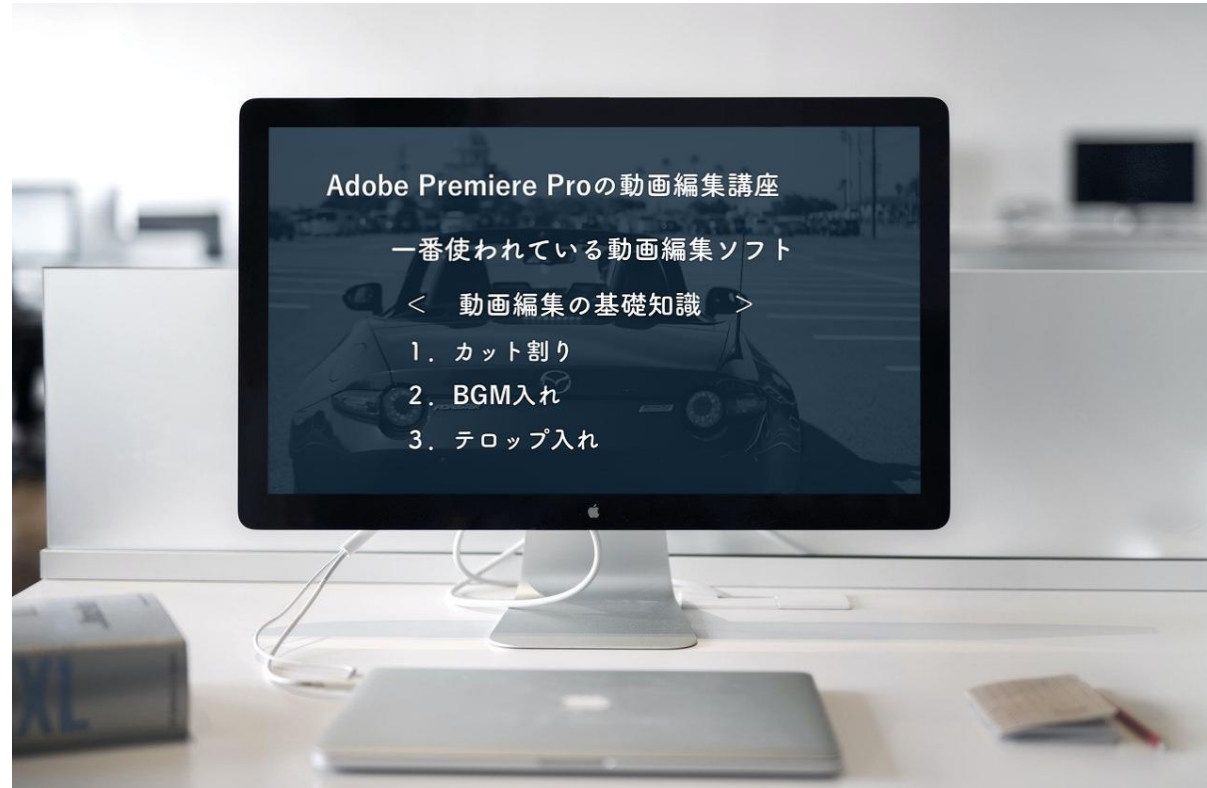 Adobe Premiere Proの動画編集講座
一番使われている動画編集ソフト
＜　動画編集の基礎知識　＞
1. カット割り
2. BGM入れ
3. テロップ入れ
XL